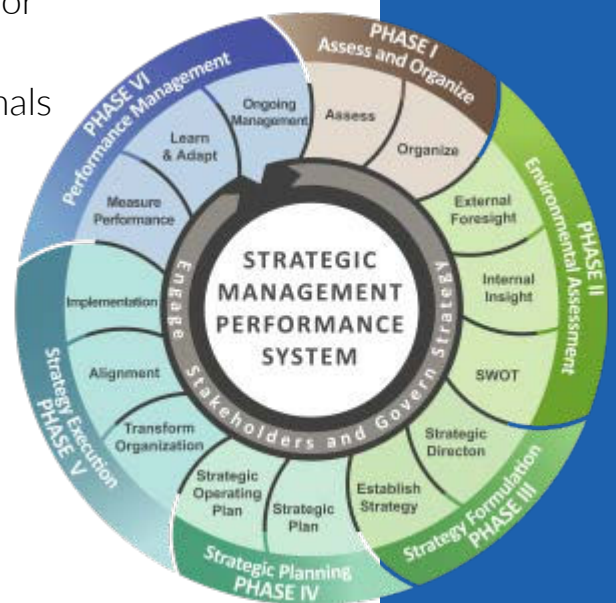 or
nals
PHASE I
Assess and Organize
Assess
Organize
PHASE II
Environmental Assessment
External
Foresight
Internal
Insight
SWOT
Strategy Formulation
PHASE III
Strategic
Directon
Establish
Strategy
Strategic Planning
PHASE IV
Strategic
Plan
Strategic
Operating
Plan
Strategy Execution
PHASE V
Transform
Organization
Alignment
Implementation
PHASE VI
Performance Management
Measure
Performance
Learn
& Adapt
Ongoing
Management
Engage Stakeholders and Govern Strategy
STRATEGIC
MANAGEMENT
PERFORMANCE
SYSTEM